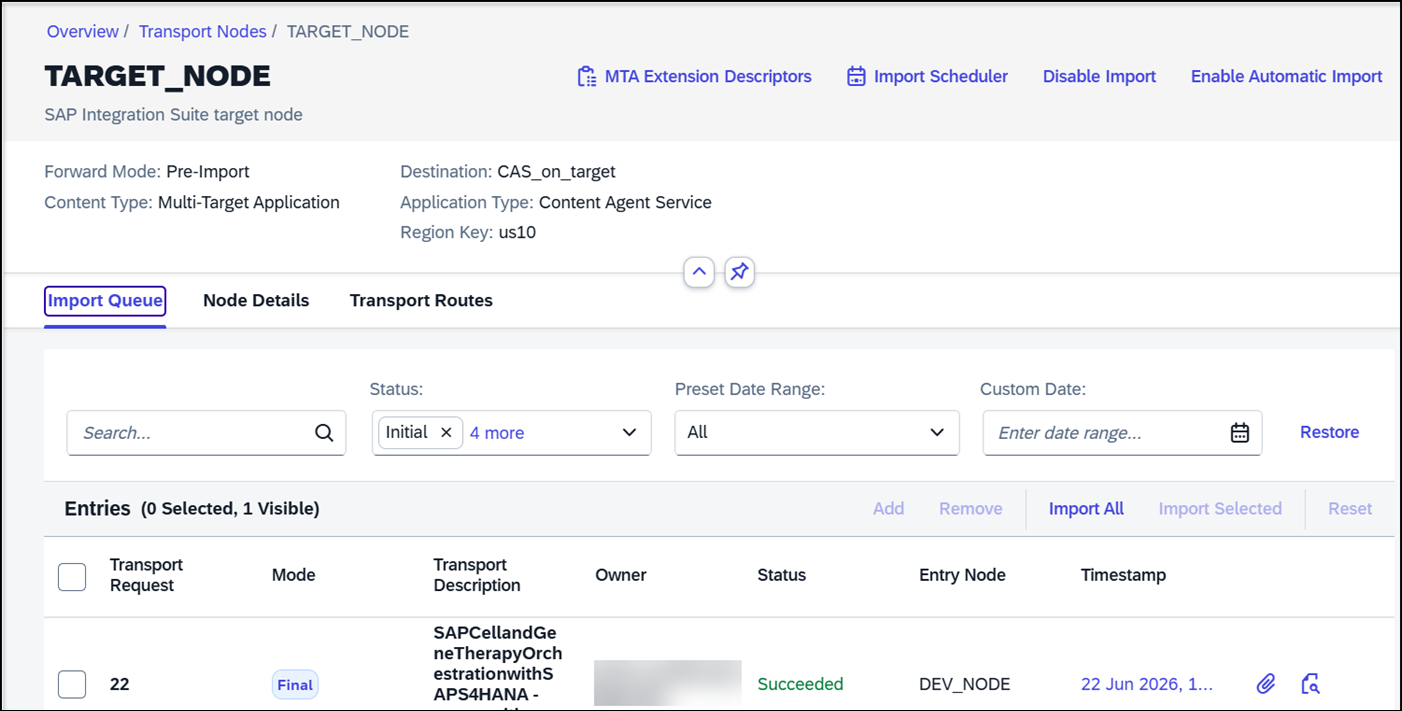 Overview / Transport Nodes / TARGET_NODE
TARGET_NODE
MTA Extension Descriptors
Import Scheduler
Disable Import
Enable Automatic Import
SAP Integration Suite target node
Forward Mode: Pre-Import
Content Type: Multi-Target Application
Destination: CAS_on_target
Application Type: Content Agent Service
Region Key: us10
Import Queue
Node Details
Transport Routes
Status:
Preset Date Range:
Custom Date:
Search...
Initial
4 more
All
Enter date range...
Restore
Entries (0 Selected, 1 Visible)
Add
Remove
Import All
Import Selected
Reset
Transport
Request
Mode
Transport
Description
Owner
Status
Entry Node
Timestamp
22
Final
SAPCellandGe
neTherapyOrch
estrationwithS
APS4HANA -
Succeeded
DEV_NODE
22 Jun 2026, 1...